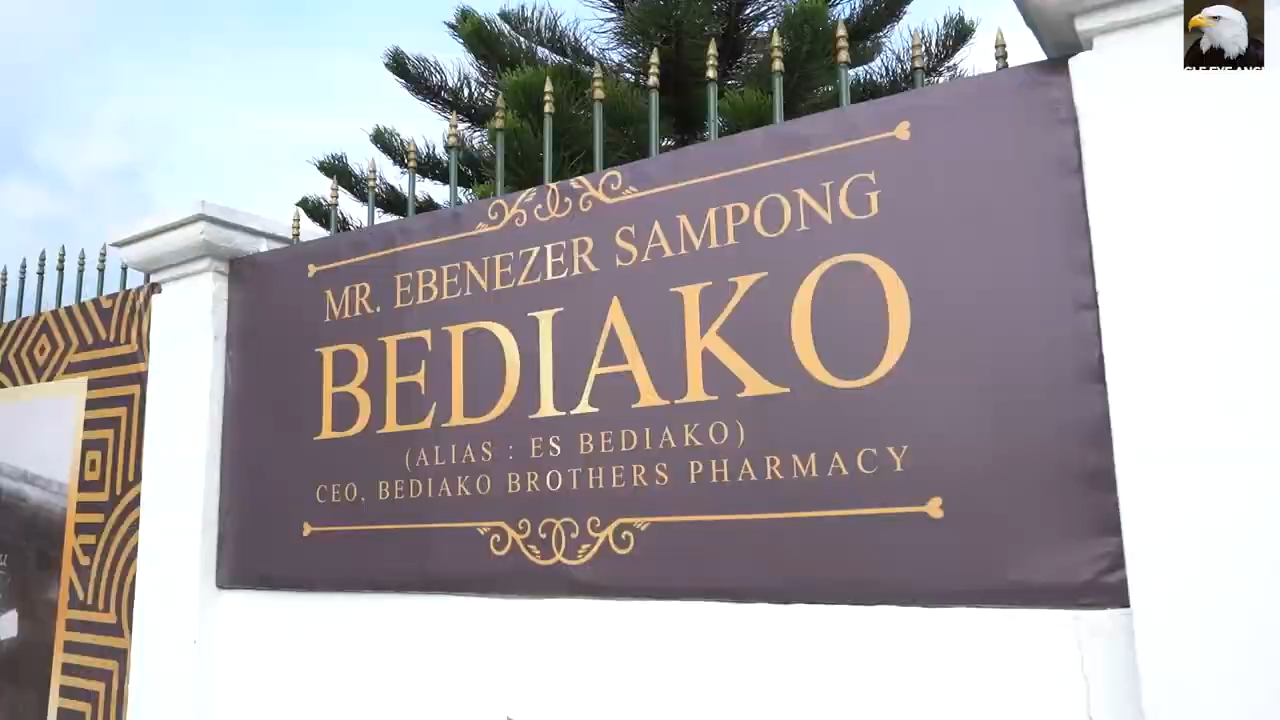 MR. EBENEZER SAMPONG
BEDIAKO
(ALIAS : ES BEDIAKO)
CEO, BEDIAKO BROTHERS PHARMACY